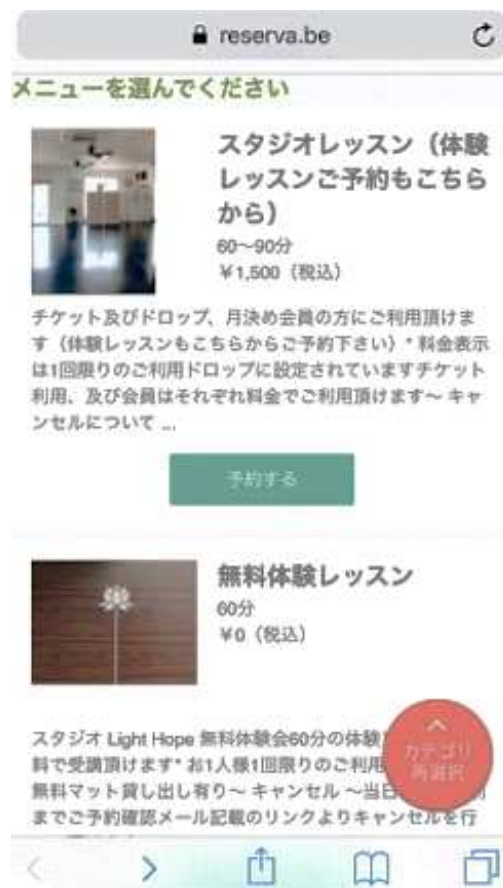 reserva.be
メニューを選んでください
スタジオレッスン（体験
レッスンご予約もこちら
から）
60〜90分
￥1,500（税込）
チケット及びドロップ、月決め会員の方にご利用頂けま
す（体験レッスンもこちらからご予約下さい）* 料金表示
は1回限りのご利用ドロップに設定されていますチケット
利用、及び会員はそれぞれ料金でご利用頂けます〜 キャ
ンセルについて ...
予約する
無料体験レッスン
60分
￥0（税込）
スタジオ Light Hope 無料体験会60分の体験
料で受講頂けます* お1人様1回限りのご利用
無料マット貸し出し有り〜 キャンセル 〜当日
までご予約確認メール記載のリンクよりキャンセルを行
カテゴリ
再選択